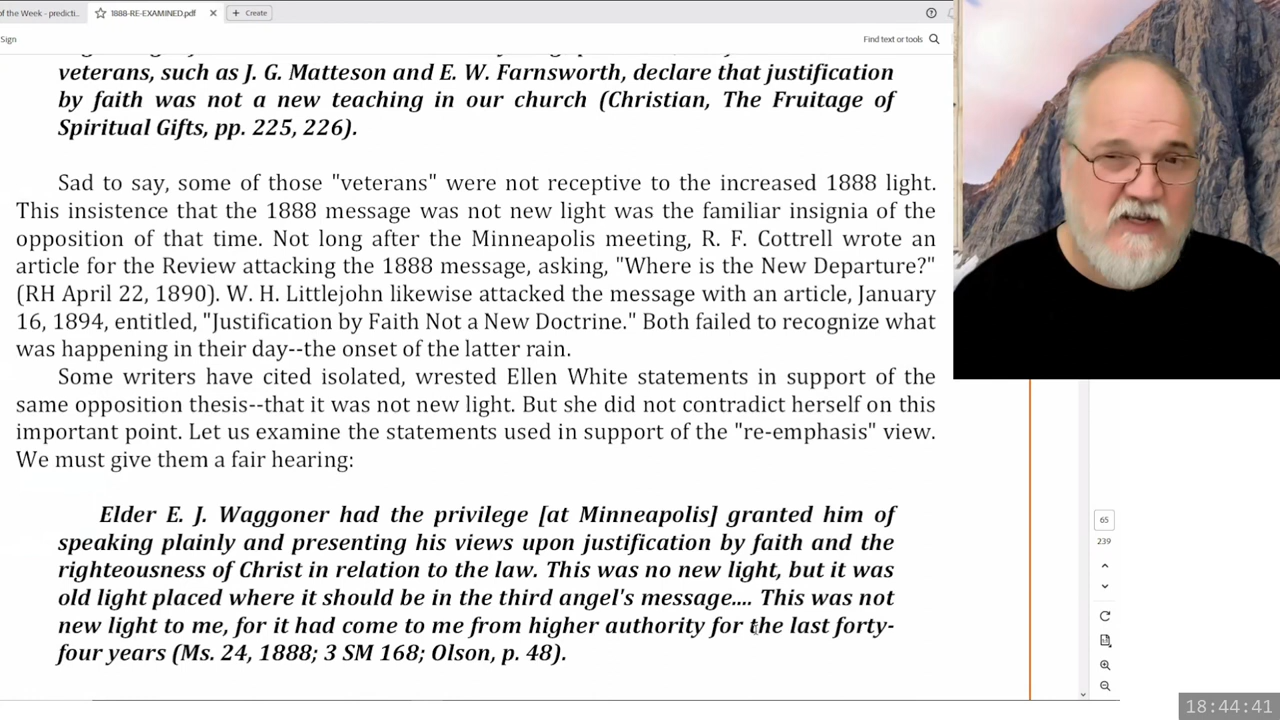 of the Week - predicti..
1888-RE-EXAMINED.pdf
+ Create
Sign
Find text or tools
veterans, such as J. G. Matteson and E. W. Farnsworth, declare that justification
by faith was not a new teaching in our church (Christian, The Fruitage of
Spiritual Gifts, pp. 225, 226).
Sad to say, some of those "veterans" were not receptive to the increased 1888 light.
This insistence that the 1888 message was not new light was the familiar insignia of the
opposition of that time. Not long after the Minneapolis meeting, R. F. Cottrell wrote an
article for the Review attacking the 1888 message, asking, "Where is the New Departure?"
(RH April 22, 1890). W. H. Littlejohn likewise attacked the message with an article, January
16, 1894, entitled, "Justification by Faith Not a New Doctrine." Both failed to recognize what
was happening in their day--the onset of the latter rain.
Some writers have cited isolated, wrested Ellen White statements in support of the
same opposition thesis--that it was not new light. But she did not contradict herself on this
important point. Let us examine the statements used in support of the "re-emphasis" view.
We must give them a fair hearing:
Elder E. J. Waggoner had the privilege [at Minneapolis] granted him of
speaking plainly and presenting his views upon justification by faith and the
righteousness of Christ in relation to the law. This was no new light, but it was
old light placed where it should be in the third angel's message.... This was not
new light to me, for it had come to me from higher authority for the last forty-
four years (Ms. 24, 1888; 3 SM 168; Olson, p. 48).
65
239
18:44:41